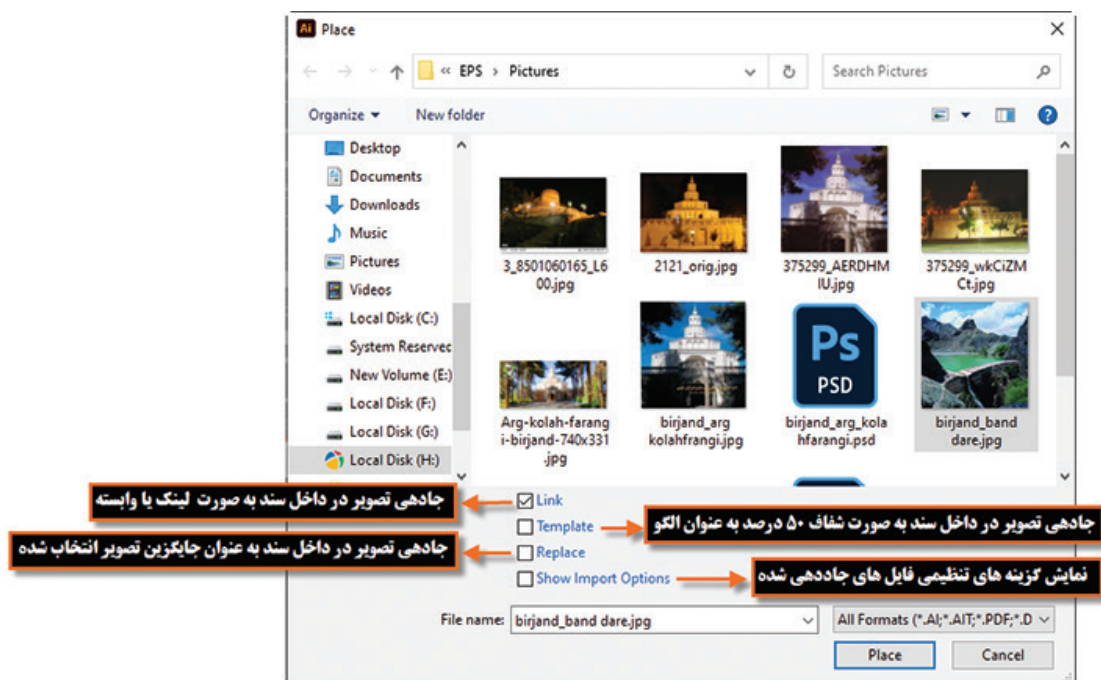 Ai Place
« EPS › Pictures
Search Pictures
Organize
New folder
Desktop
Documents
Downloads
Music
Pictures
Videos
Local Disk (C:)
System Reservec
New Volume (E:)
Local Disk (F:)
Local Disk (G:)
Local Disk (H:)
3_8501060165_L6
00.jpg
2121_orig.jpg
375299_AERDHM
IU.jpg
375299_wkCiZM
Ct.jpg
Arg-kolah-farang
i-birjand-740x331
.jpg
birjand_arg
kolahfrangi.jpg
Ps
PSD
birjand_arg_kola
hfarangi.psd
birjand_band
dare.jpg
Link
جادهی تصویر در داخل سند به صورت لینک یا وابسته
Template
جادهی تصویر در داخل سند به صورت شفاف ۵۰ درصد به عنوان الگو
Replace
جادهی تصویر در داخل سند به عنوان جایگزین تصویر انتخاب شده
Show Import Options
نمایش گزینه های تنظیمی فایل های جاددهی شده
File name: birjand_band dare.jpg
All Formats (*.AI;*.AIT;*.PDF;*.D
Place
Cancel